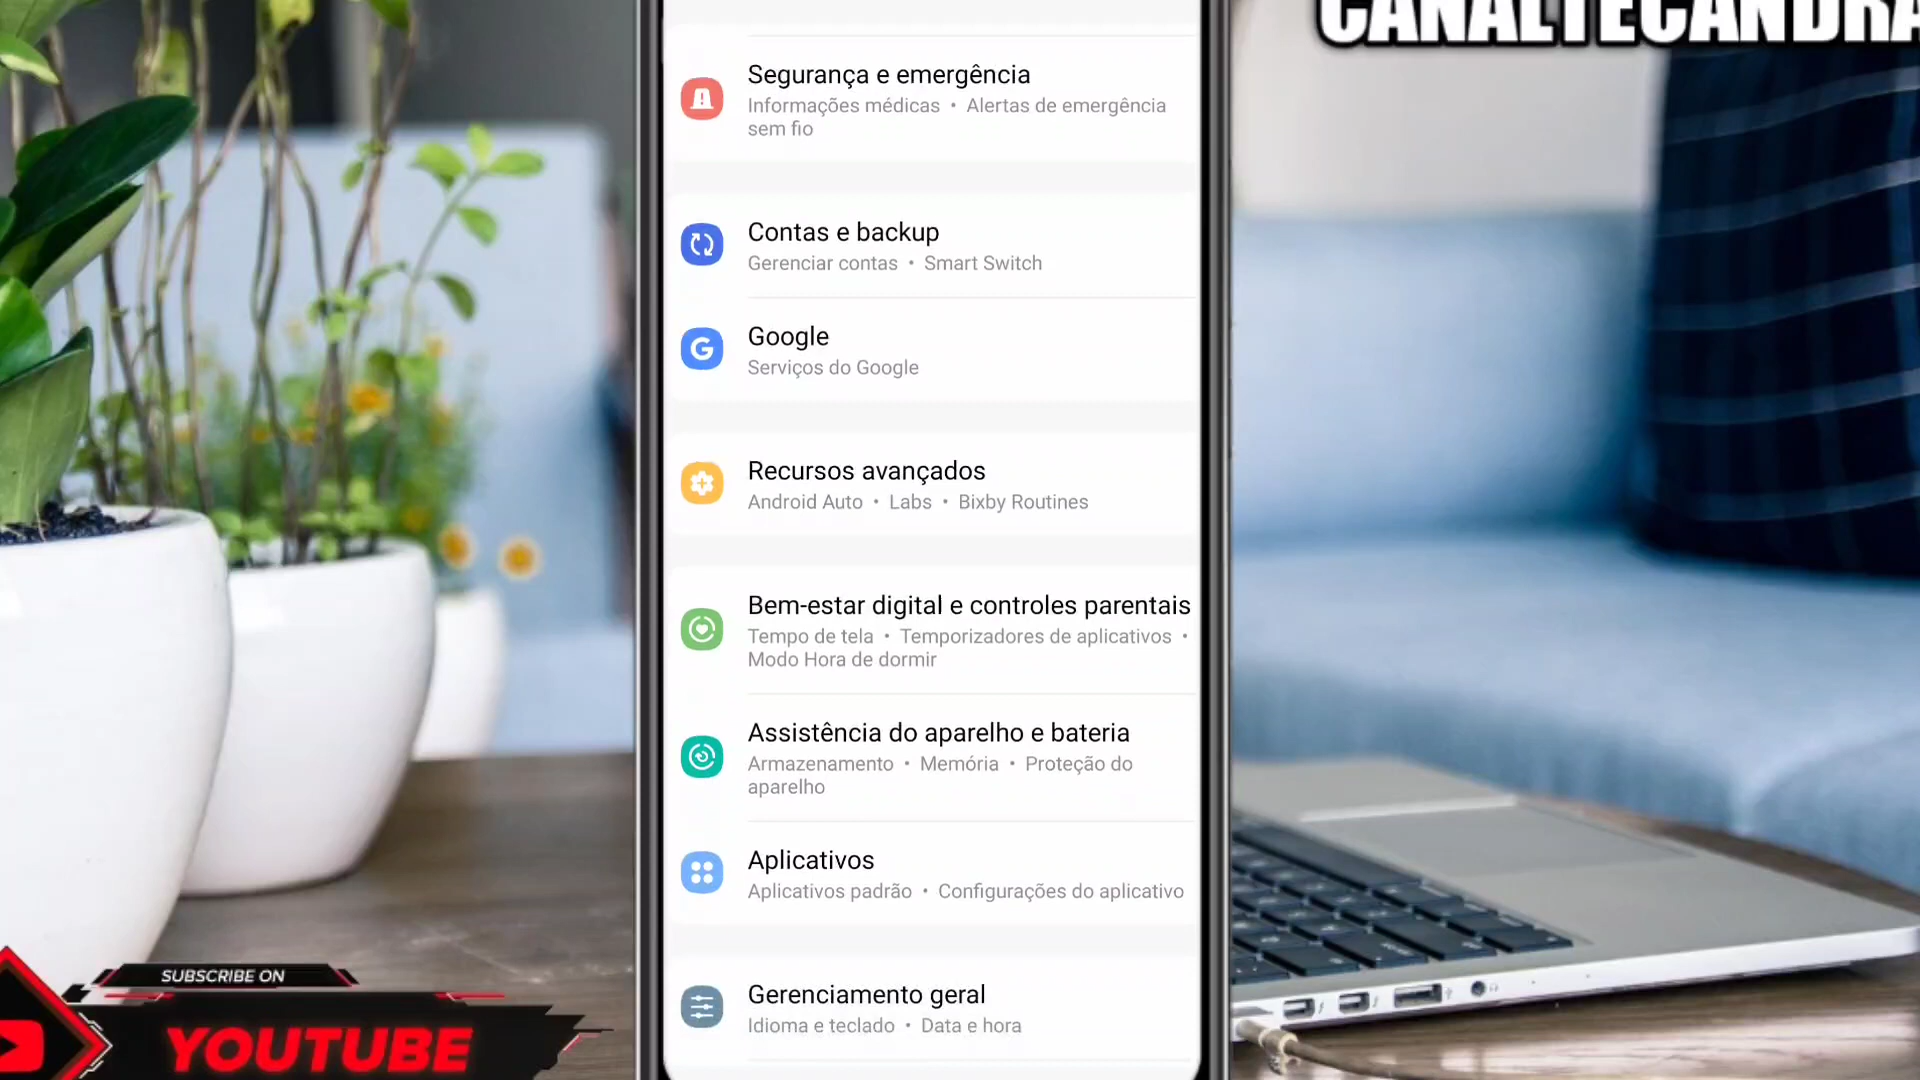 CANALTECANDRA
Segurança e emergência
Informações médicas • Alertas de emergência
sem fio
Contas e backup
Gerenciar contas • Smart Switch
Google
Serviços do Google
Recursos avançados
Android Auto • Labs • Bixby Routines
Bem-estar digital e controles parentais
Tempo de tela • Temporizadores de aplicativos •
Modo Hora de dormir
Assistência do aparelho e bateria
Armazenamento • Memória • Proteção do
aparelho
Aplicativos
Aplicativos padrão • Configurações do aplicativo
Gerenciamento geral
Idioma e teclado • Data e hora
SUBSCRIBE ON
YOUTUBE